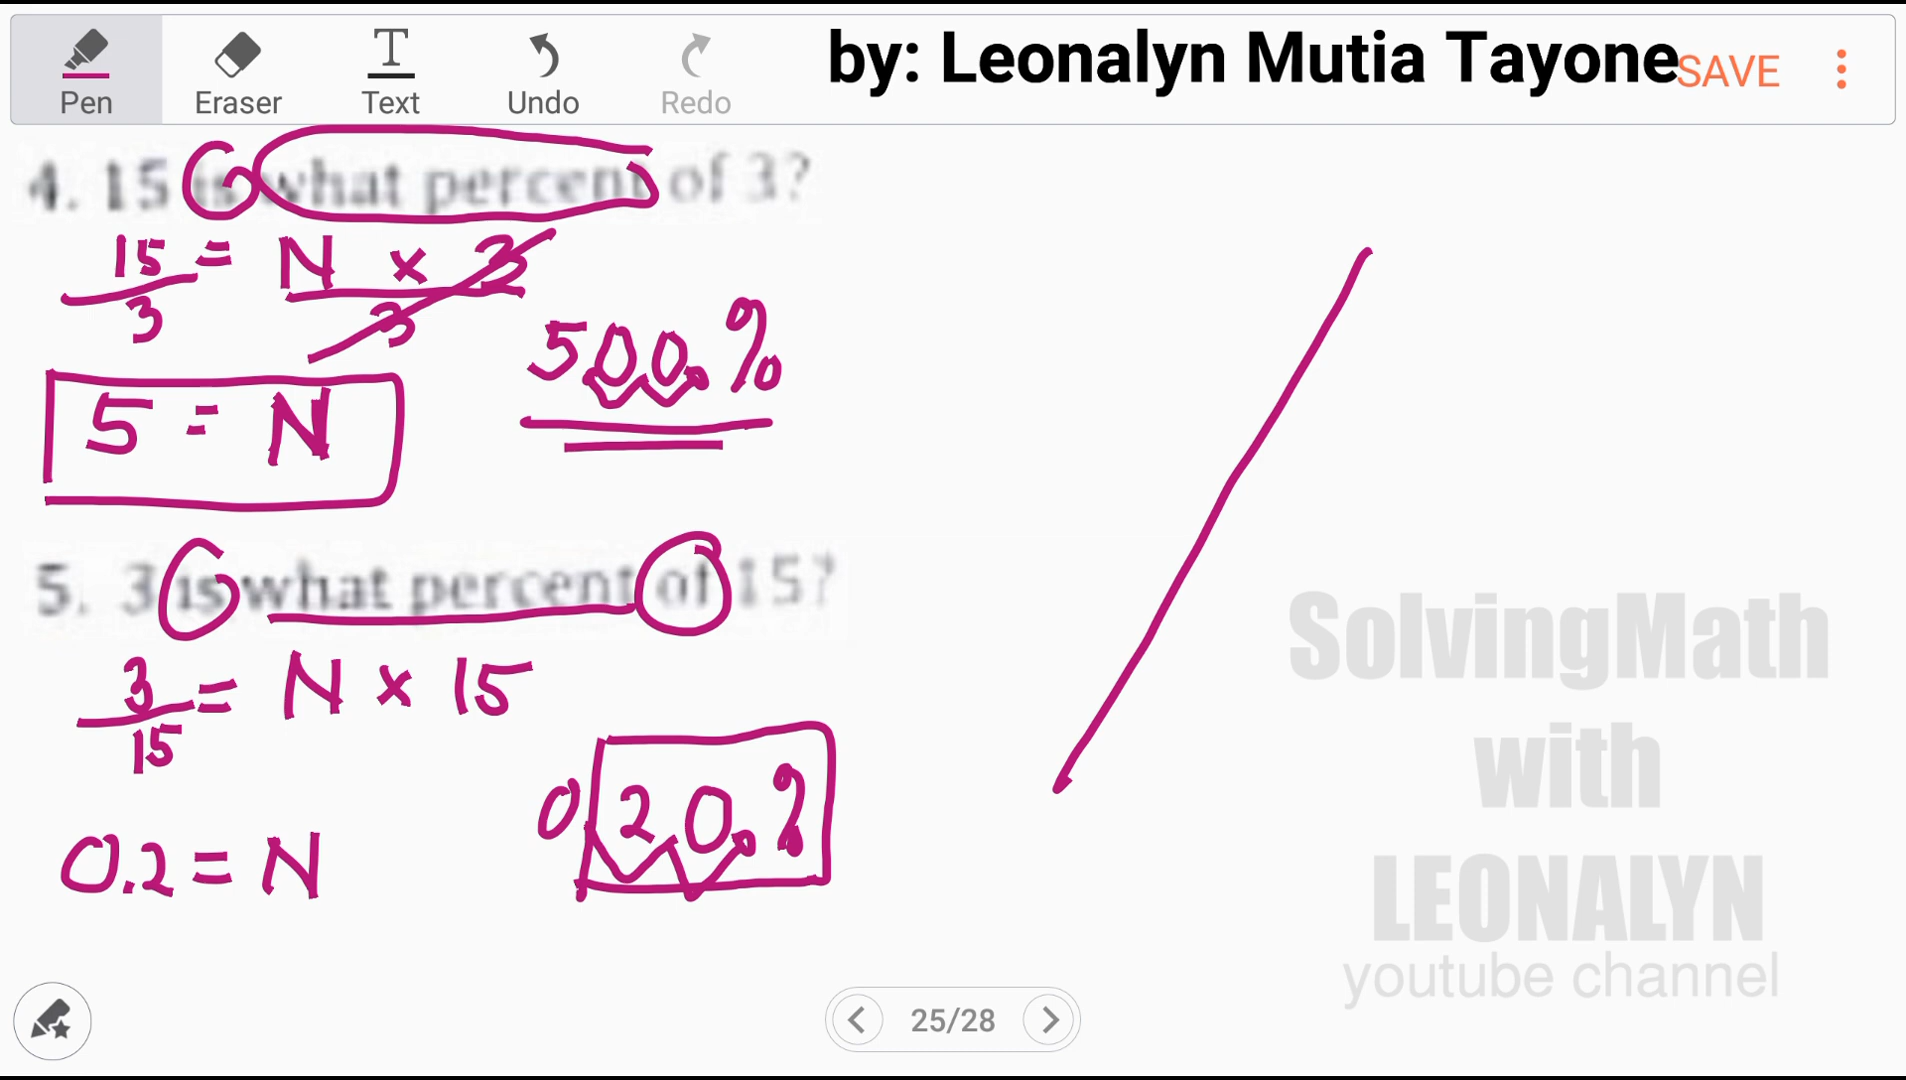 Pen Eraser Text Undo Redo by: Leonalyn Mutia Tayone SAVE
4. 15 is what percent of 3?
15/3 = N × 3/3
500.%
5 = N
5. 3 is what percent of 15?
3/15 = N × 15
0.20.%
0.2 = N
SolvingMath
with
LEONALYN
youtube channel
25/28